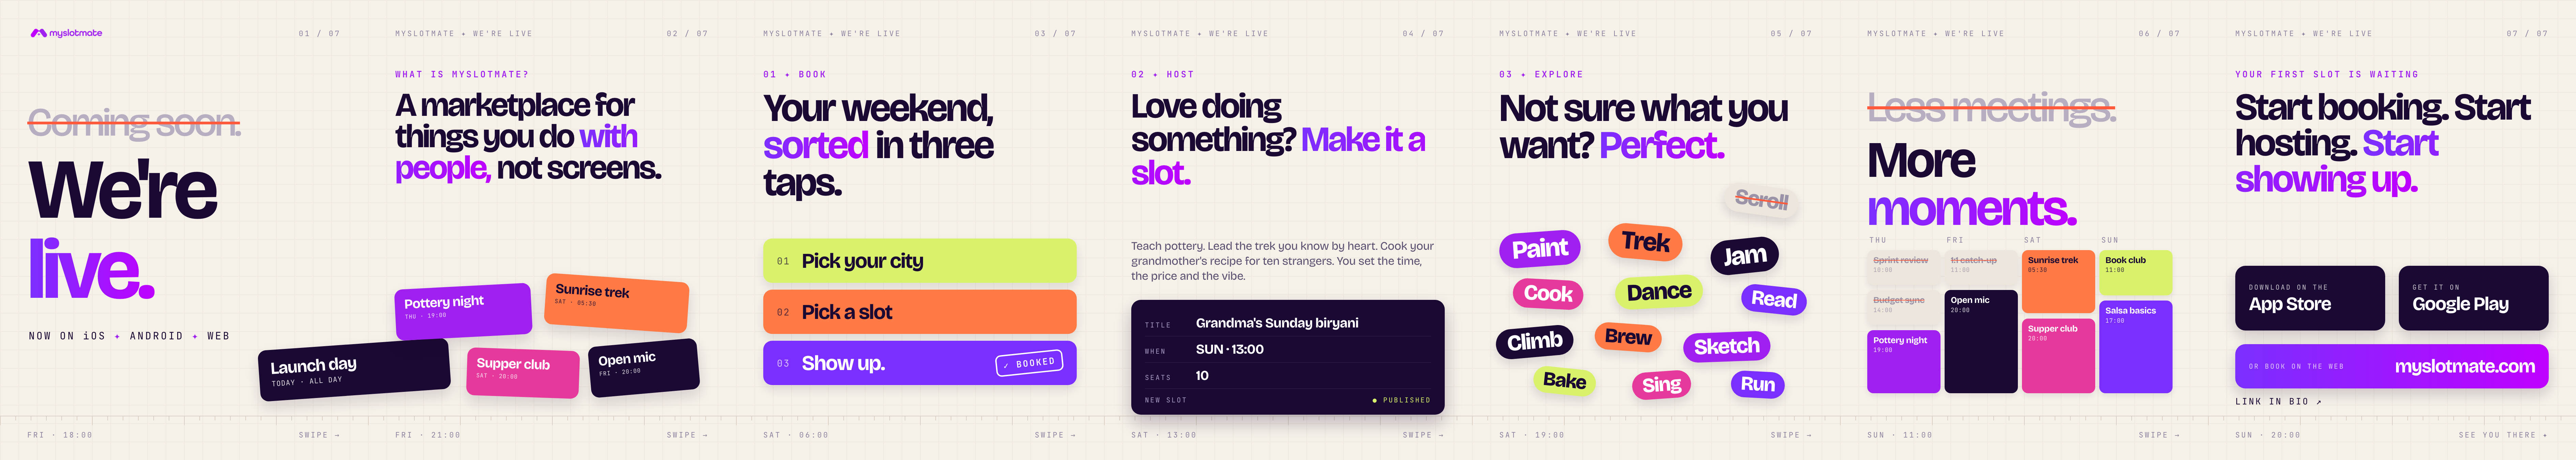 myslotmate
01 / 07
Coming soon.
We're
live.
NOW ON iOS ✦ ANDROID ✦ WEB
Launch day
TODAY · ALL DAY
FRI · 18:00
SWIPE →
MYSLOTMATE ✦ WE'RE LIVE
02 / 07
WHAT IS MYSLOTMATE?
A marketplace for
things you do with
people, not screens.
Pottery night
THU · 19:00
Sunrise trek
SAT · 05:30
Supper club
SAT · 20:00
Open mic
FRI · 20:00
FRI · 21:00
SWIPE →
MYSLOTMATE ✦ WE'RE LIVE
03 / 07
01 ✦ BOOK
Your weekend,
sorted in three
taps.
01 Pick your city
02 Pick a slot
03 Show up.
✓ BOOKED
SAT · 06:00
SWIPE →
MYSLOTMATE ✦ WE'RE LIVE
04 / 07
02 ✦ HOST
Love doing
something? Make it a
slot.
Teach pottery. Lead the trek you know by heart. Cook your
grandmother's recipe for ten strangers. You set the time,
the price and the vibe.
TITLE Grandma's Sunday biryani
WHEN SUN · 13:00
SEATS 10
NEW SLOT ● PUBLISHED
SAT · 13:00
SWIPE →
MYSLOTMATE ✦ WE'RE LIVE
05 / 07
03 ✦ EXPLORE
Not sure what you
want? Perfect.
Scroll
Paint
Trek
Jam
Cook
Dance
Read
Climb
Brew
Sketch
Bake
Sing
Run
SAT · 19:00
SWIPE →
MYSLOTMATE ✦ WE'RE LIVE
06 / 07
Less meetings.
More
moments.
THU
FRI
SAT
SUN
Sprint review
10:00
Budget sync
14:00
Pottery night
19:00
1:1 catch-up
11:00
Open mic
20:00
Sunrise trek
05:30
Supper club
20:00
Book club
11:00
Salsa basics
17:00
SUN · 11:00
SWIPE →
MYSLOTMATE ✦ WE'RE LIVE
07 / 07
YOUR FIRST SLOT IS WAITING
Start booking. Start
hosting. Start
showing up.
DOWNLOAD ON THE
App Store
GET IT ON
Google Play
OR BOOK ON THE WEB
myslotmate.com
LINK IN BIO ↗
SUN · 20:00
SEE YOU THERE ✦